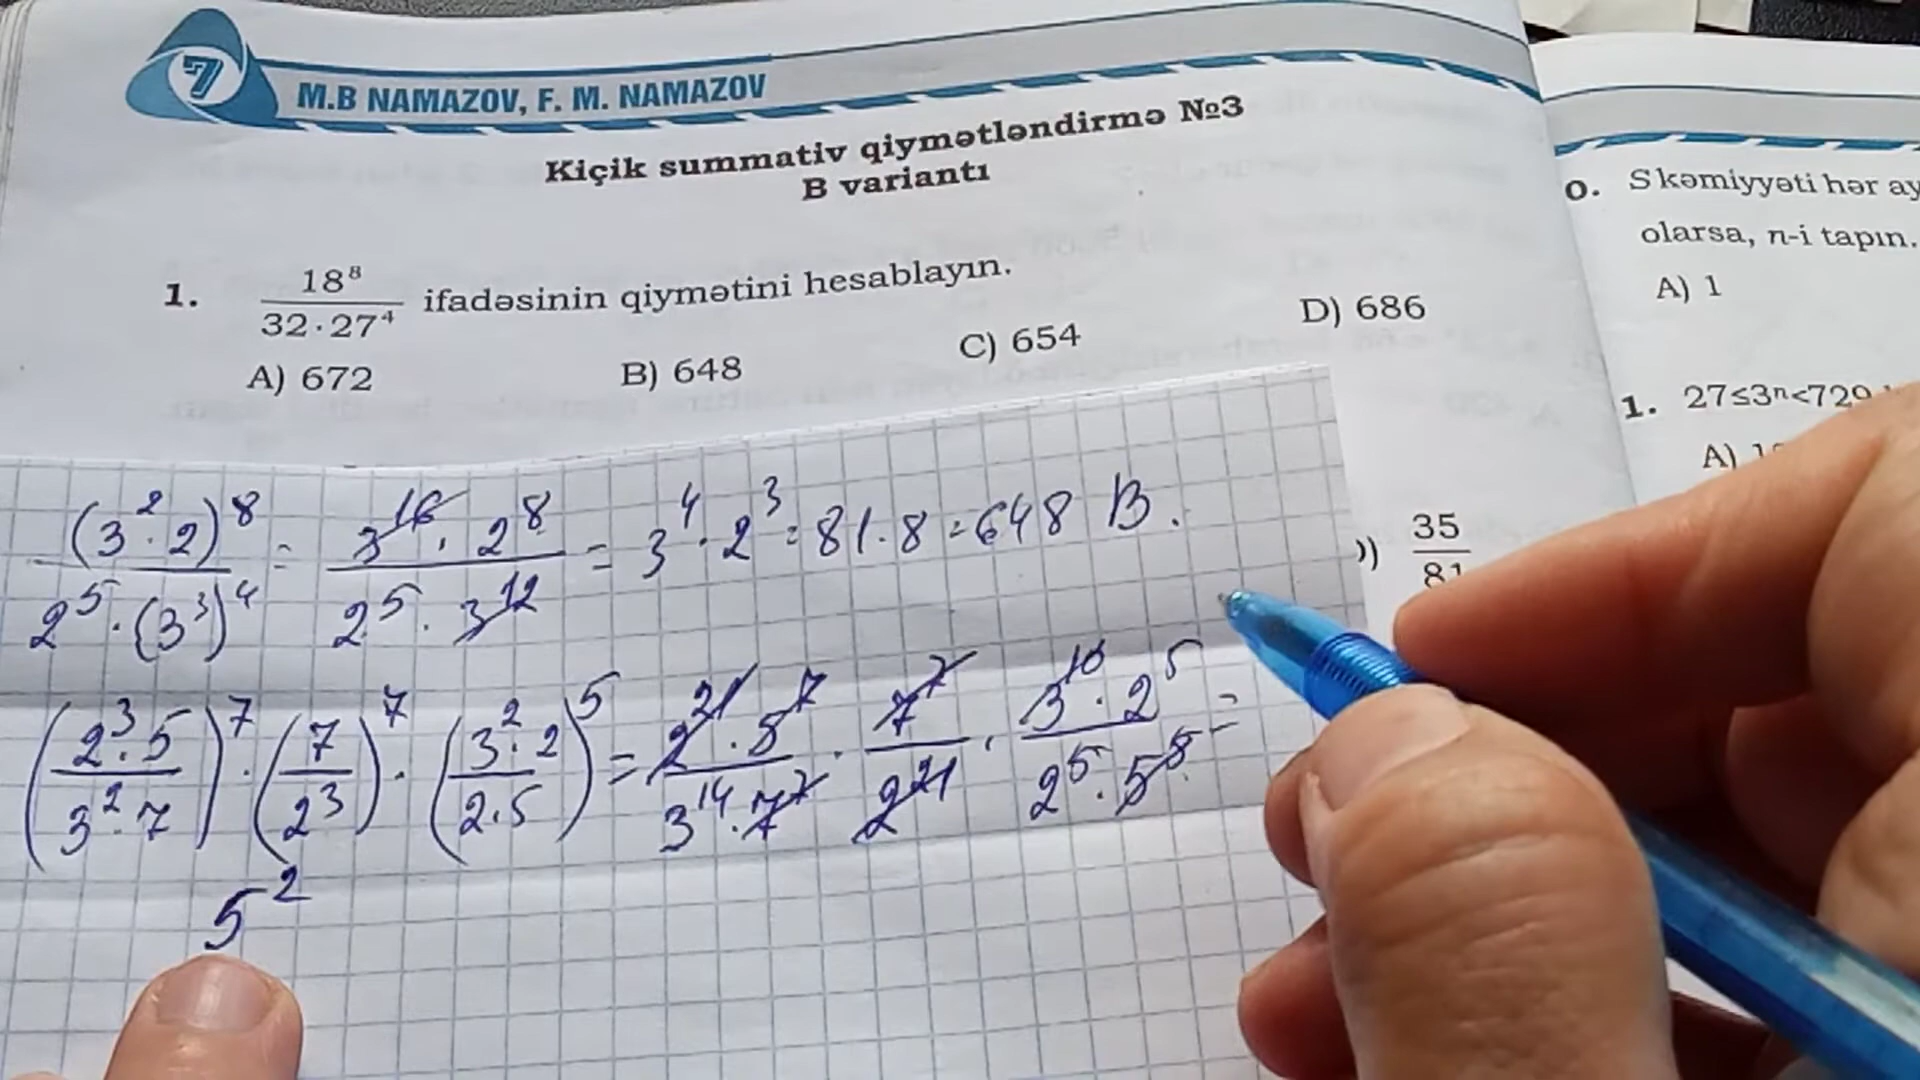 7
M.B NAMAZOV, F. M. NAMAZOV
Kiçik summativ qiymətləndirmə №3
B variantı
1. 18⁸ / (32·27⁴) ifadəsinin qiymətini hesablayın.
A) 672 B) 648 C) 654 D) 686
(3²·2)⁸ / (2⁵·(3³)⁴) = (3¹⁶·2⁸) / (2⁵·3¹²) = 3⁴·2³ = 81·8 = 648 B.
((2³·5) / (3²·7))⁷ · (7 / 2³)⁷ · ((3²·2) / (2·5))⁵ = (2²¹·5⁷) / (3¹⁴·7⁷) · 7⁷ / 2²¹ · (3¹⁰·2⁵) / (2⁵·5⁵) =
5²
) 35 / 81
0. S kəmiyyəti hər ay
olarsa, n-i tapın.
A) 1
1. 27≤3ⁿ<729
A)